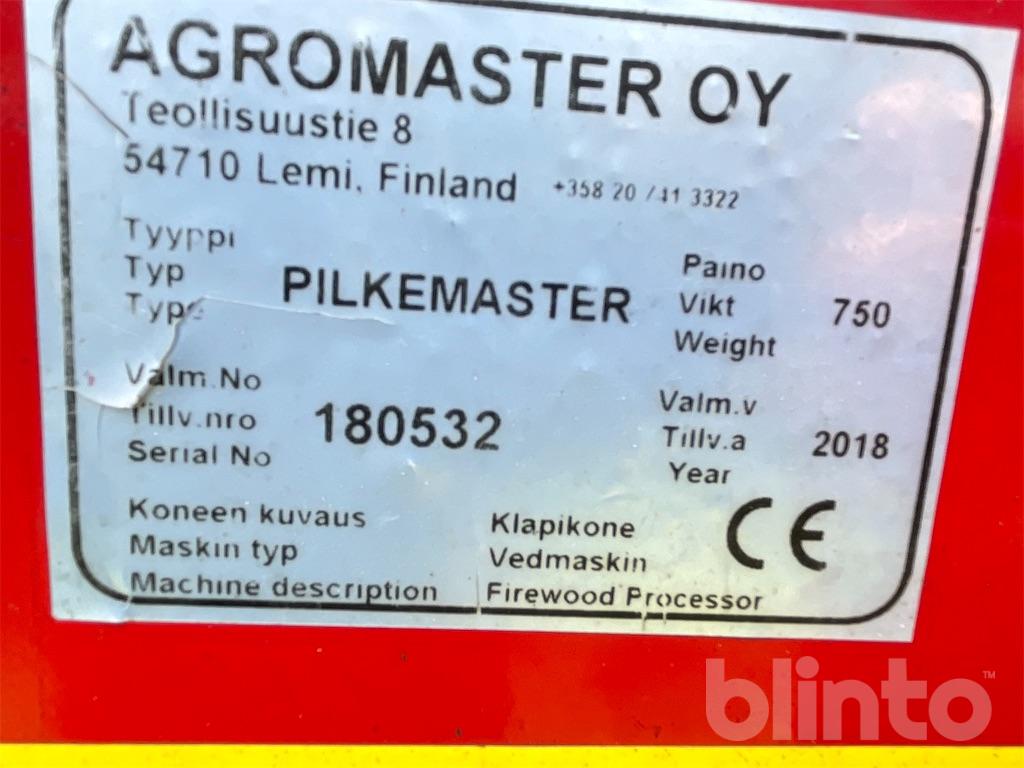 AGROMASTER OY
Teollisuustie 8
54710 Lemi, Finland +358 20 741 3322
Tyyppi
Typ
Type
PILKEMASTER
Paino
Vikt
Weight
750
Valm.No
Tillv.nro
Serial No
180532
Valm.v
Tillv.a
Year
2018
Koneen kuvaus Klapikone
Maskin typ Vedmaskin
Machine description Firewood Processor
CE
blinto™